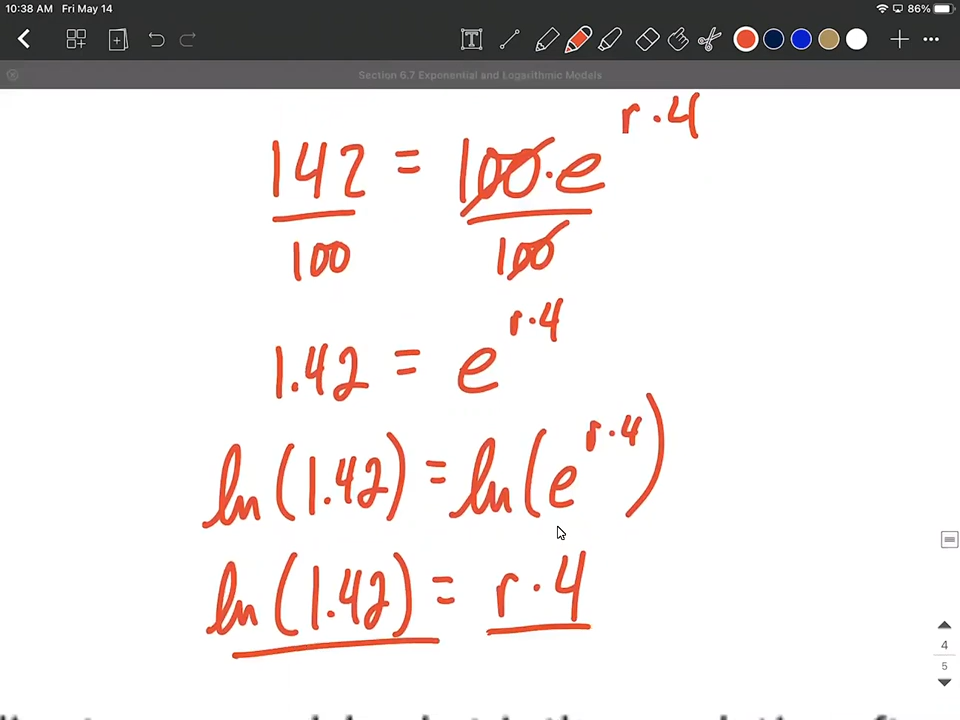 10:38 AM Fri May 14 86%
Section 6.7 Exponential and Logarithmic Models
142 = 100·e^(r·4)
100 100
1.42 = e^(r·4)
ln(1.42) = ln(e^(r·4))
ln(1.42) = r·4
4
5